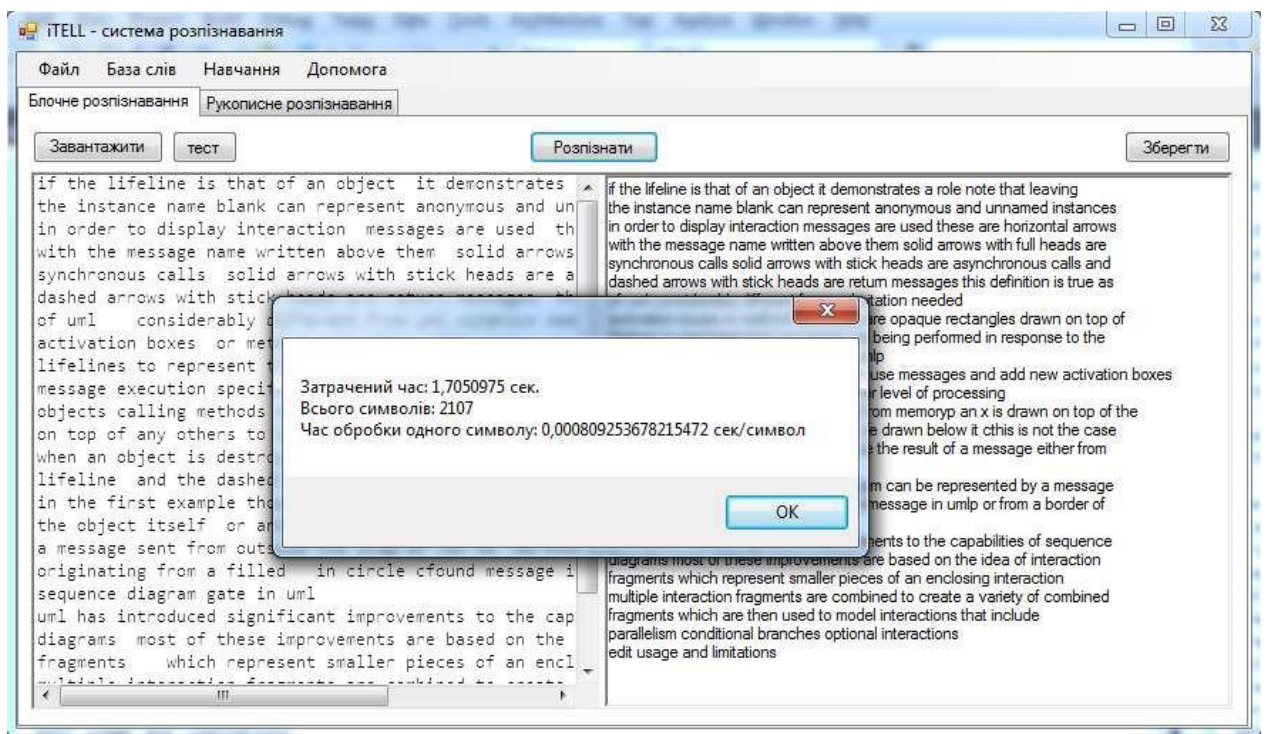 iTELL - система розпізнавання
Файл База слів Навчання Допомога
Блочне розпізнавання Рукописне розпізнавання
Завантажити тест Розпізнати Зберегти
if the lifeline is that of an object it demonstrates
the instance name blank can represent anonymous and un
in order to display interaction messages are used th
with the message name written above them solid arrows
synchronous calls solid arrows with stick heads are a
dashed arrows with stick heads are return messages th
of uml considerably
activation boxes or met
lifelines to represent
message execution specif
objects calling methods
on top of any others to
when an object is destro
lifeline and the dashed
in the first example tho
the object itself or an
a message sent from outs
originating from a filled in circle cfound message i
sequence diagram gate in uml
uml has introduced significant improvements to the cap
diagrams most of these improvements are based on the
fragments which represent smaller pieces of an encl
multiple interaction fragments are combined to create
if the lifeline is that of an object it demonstrates a role note that leaving
the instance name blank can represent anonymous and unnamed instances
in order to display interaction messages are used these are horizontal arrows
with the message name written above them solid arrows with full heads are
synchronous calls solid arrows with stick heads are asynchronous calls and
dashed arrows with stick heads are return messages this definition is true as
tation needed
are opaque rectangles drawn on top of
being performed in response to the
mlp
use messages and add new activation boxes
r level of processing
om memoryp an x is drawn on top of the
e drawn below it cthis is not the case
the result of a message either from
m can be represented by a message
message in umlp or from a border of
ments to the capabilities of sequence
diagrams most of these improvements are based on the idea of interaction
fragments which represent smaller pieces of an enclosing interaction
multiple interaction fragments are combined to create a variety of combined
fragments which are then used to model interactions that include
parallelism conditional branches optional interactions
edit usage and limitations
Затрачений час: 1,7050975 сек.
Всього символів: 2107
Час обробки одного символу: 0,000809253678215472 сек/символ
OK